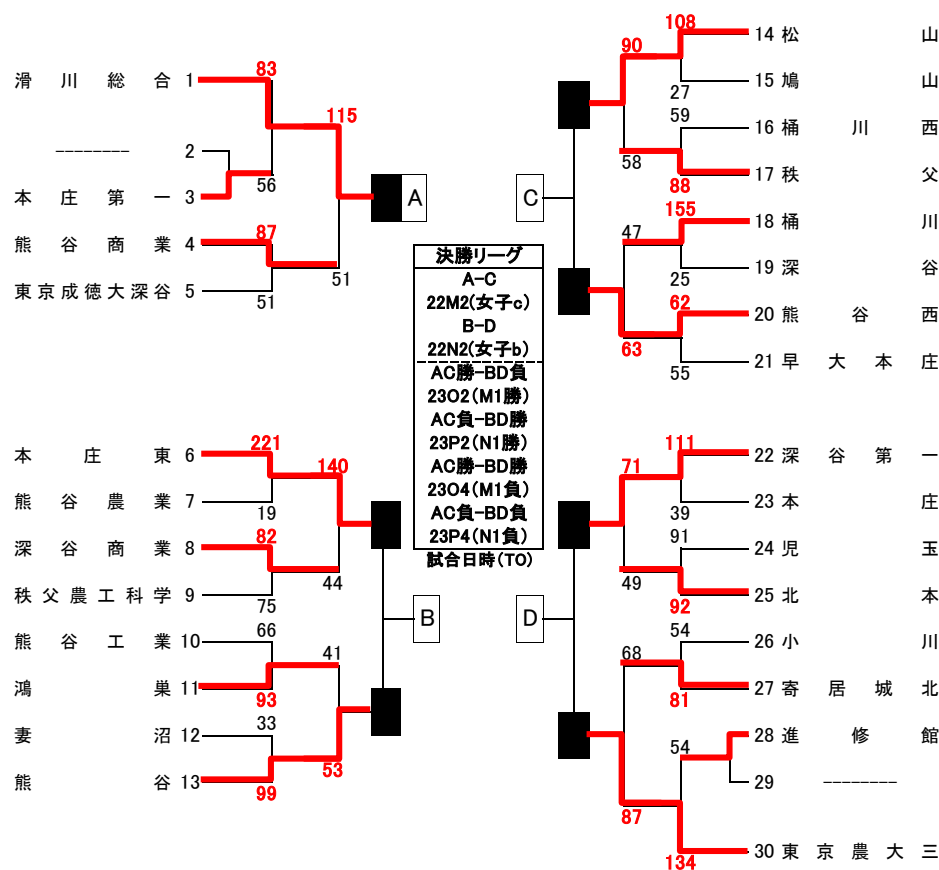 滑川総合 1
83
-------- 2
本庄第一 3
56
115
熊谷商業 4
87
東京成徳大深谷 5
51
51
A
本庄東 6
221
熊谷農業 7
19
140
深谷商業 8
82
秩父農工科学 9
75
44
熊谷工業 10
66
鴻巣 11
93
41
妻沼 12
33
熊谷 13
99
53
B
決勝リーグ
A-C
22M2(女子c)
B-D
22N2(女子b)
AC勝-BD負
23O2(M1勝)
AC負-BD勝
23P2(N1勝)
AC勝-BD勝
23O4(M1負)
AC負-BD負
23P4(N1負)
試合日時(TO)
C
90
108
14 松山
15 鳩山
27
59
16 桶川西
58
17 秩父
88
155
18 桶川
47
19 深谷
25
62
20 熊谷西
63
21 早大本庄
55
D
71
111
22 深谷第一
23 本庄
39
91
24 児玉
49
25 北本
92
54
26 小川
68
27 寄居城北
81
54
28 進修館
29 --------
87
30 東京農大三
134